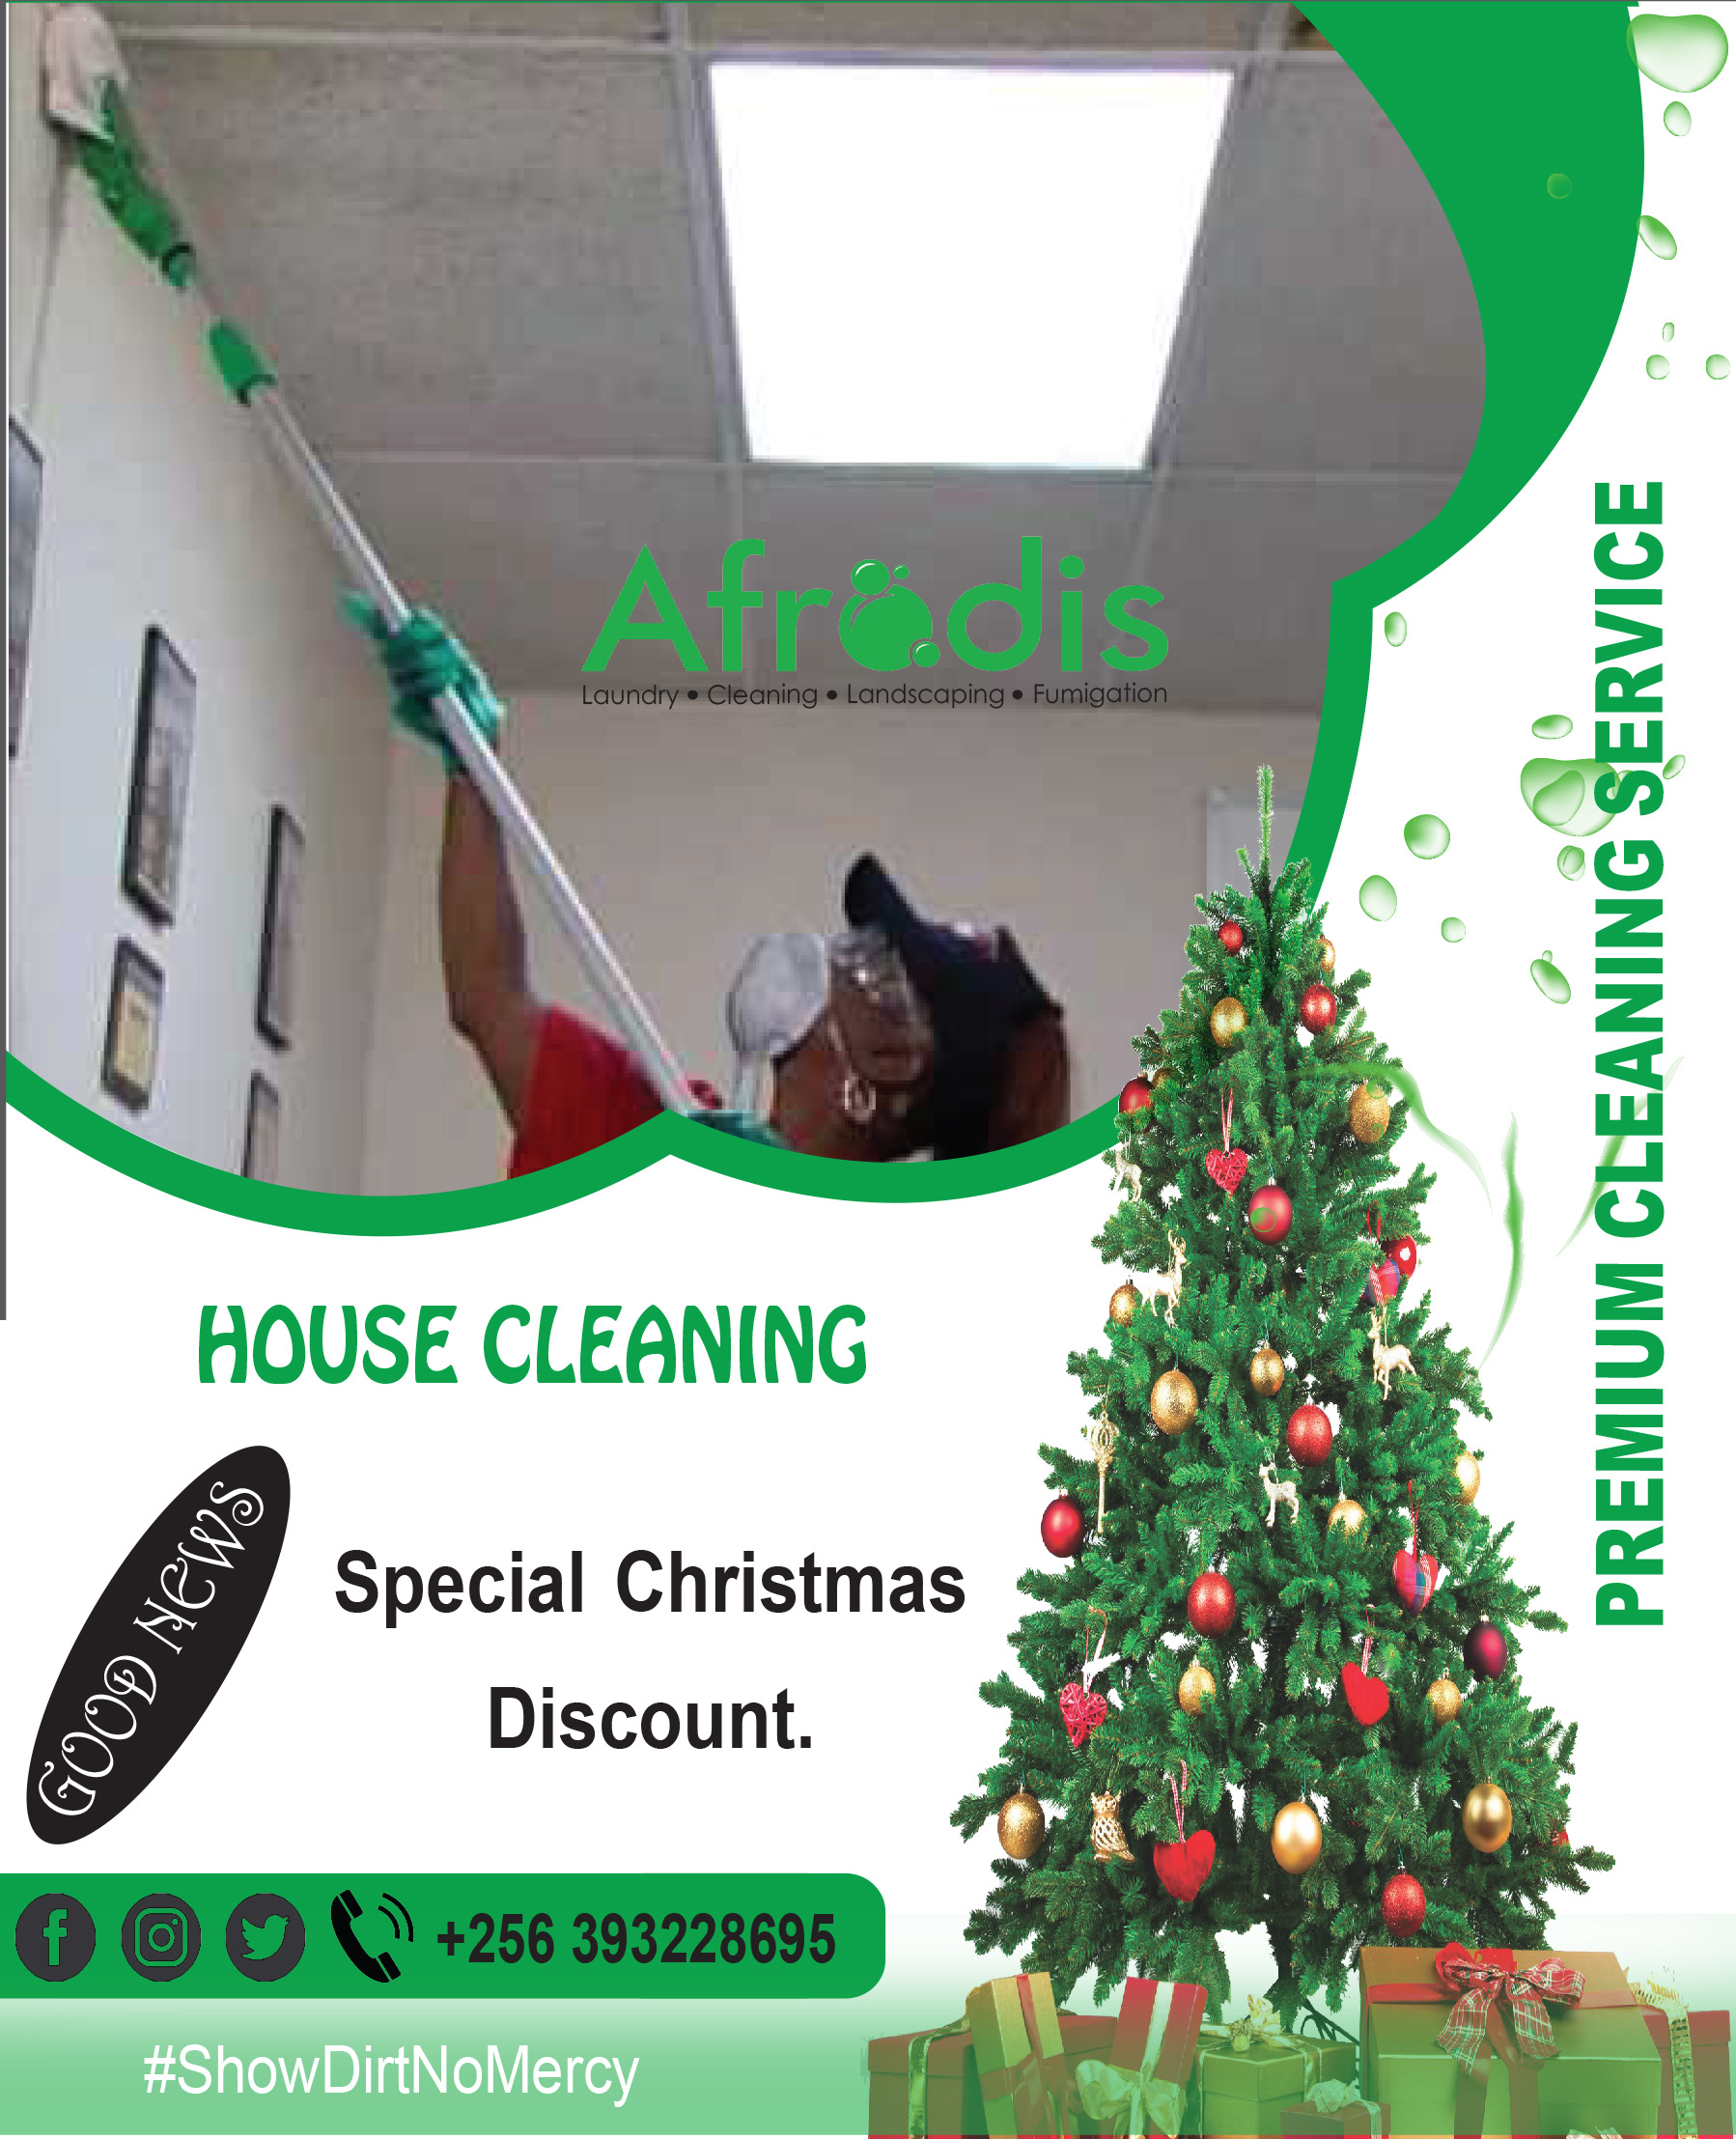 Afrodis
Laundry • Cleaning • Landscaping • Fumigation
PREMIUM CLEANING SERVICE
HOUSE CLEANING
GOOD NEWS
Special Christmas
Discount.
+256 393228695
#ShowDirtNoMercy